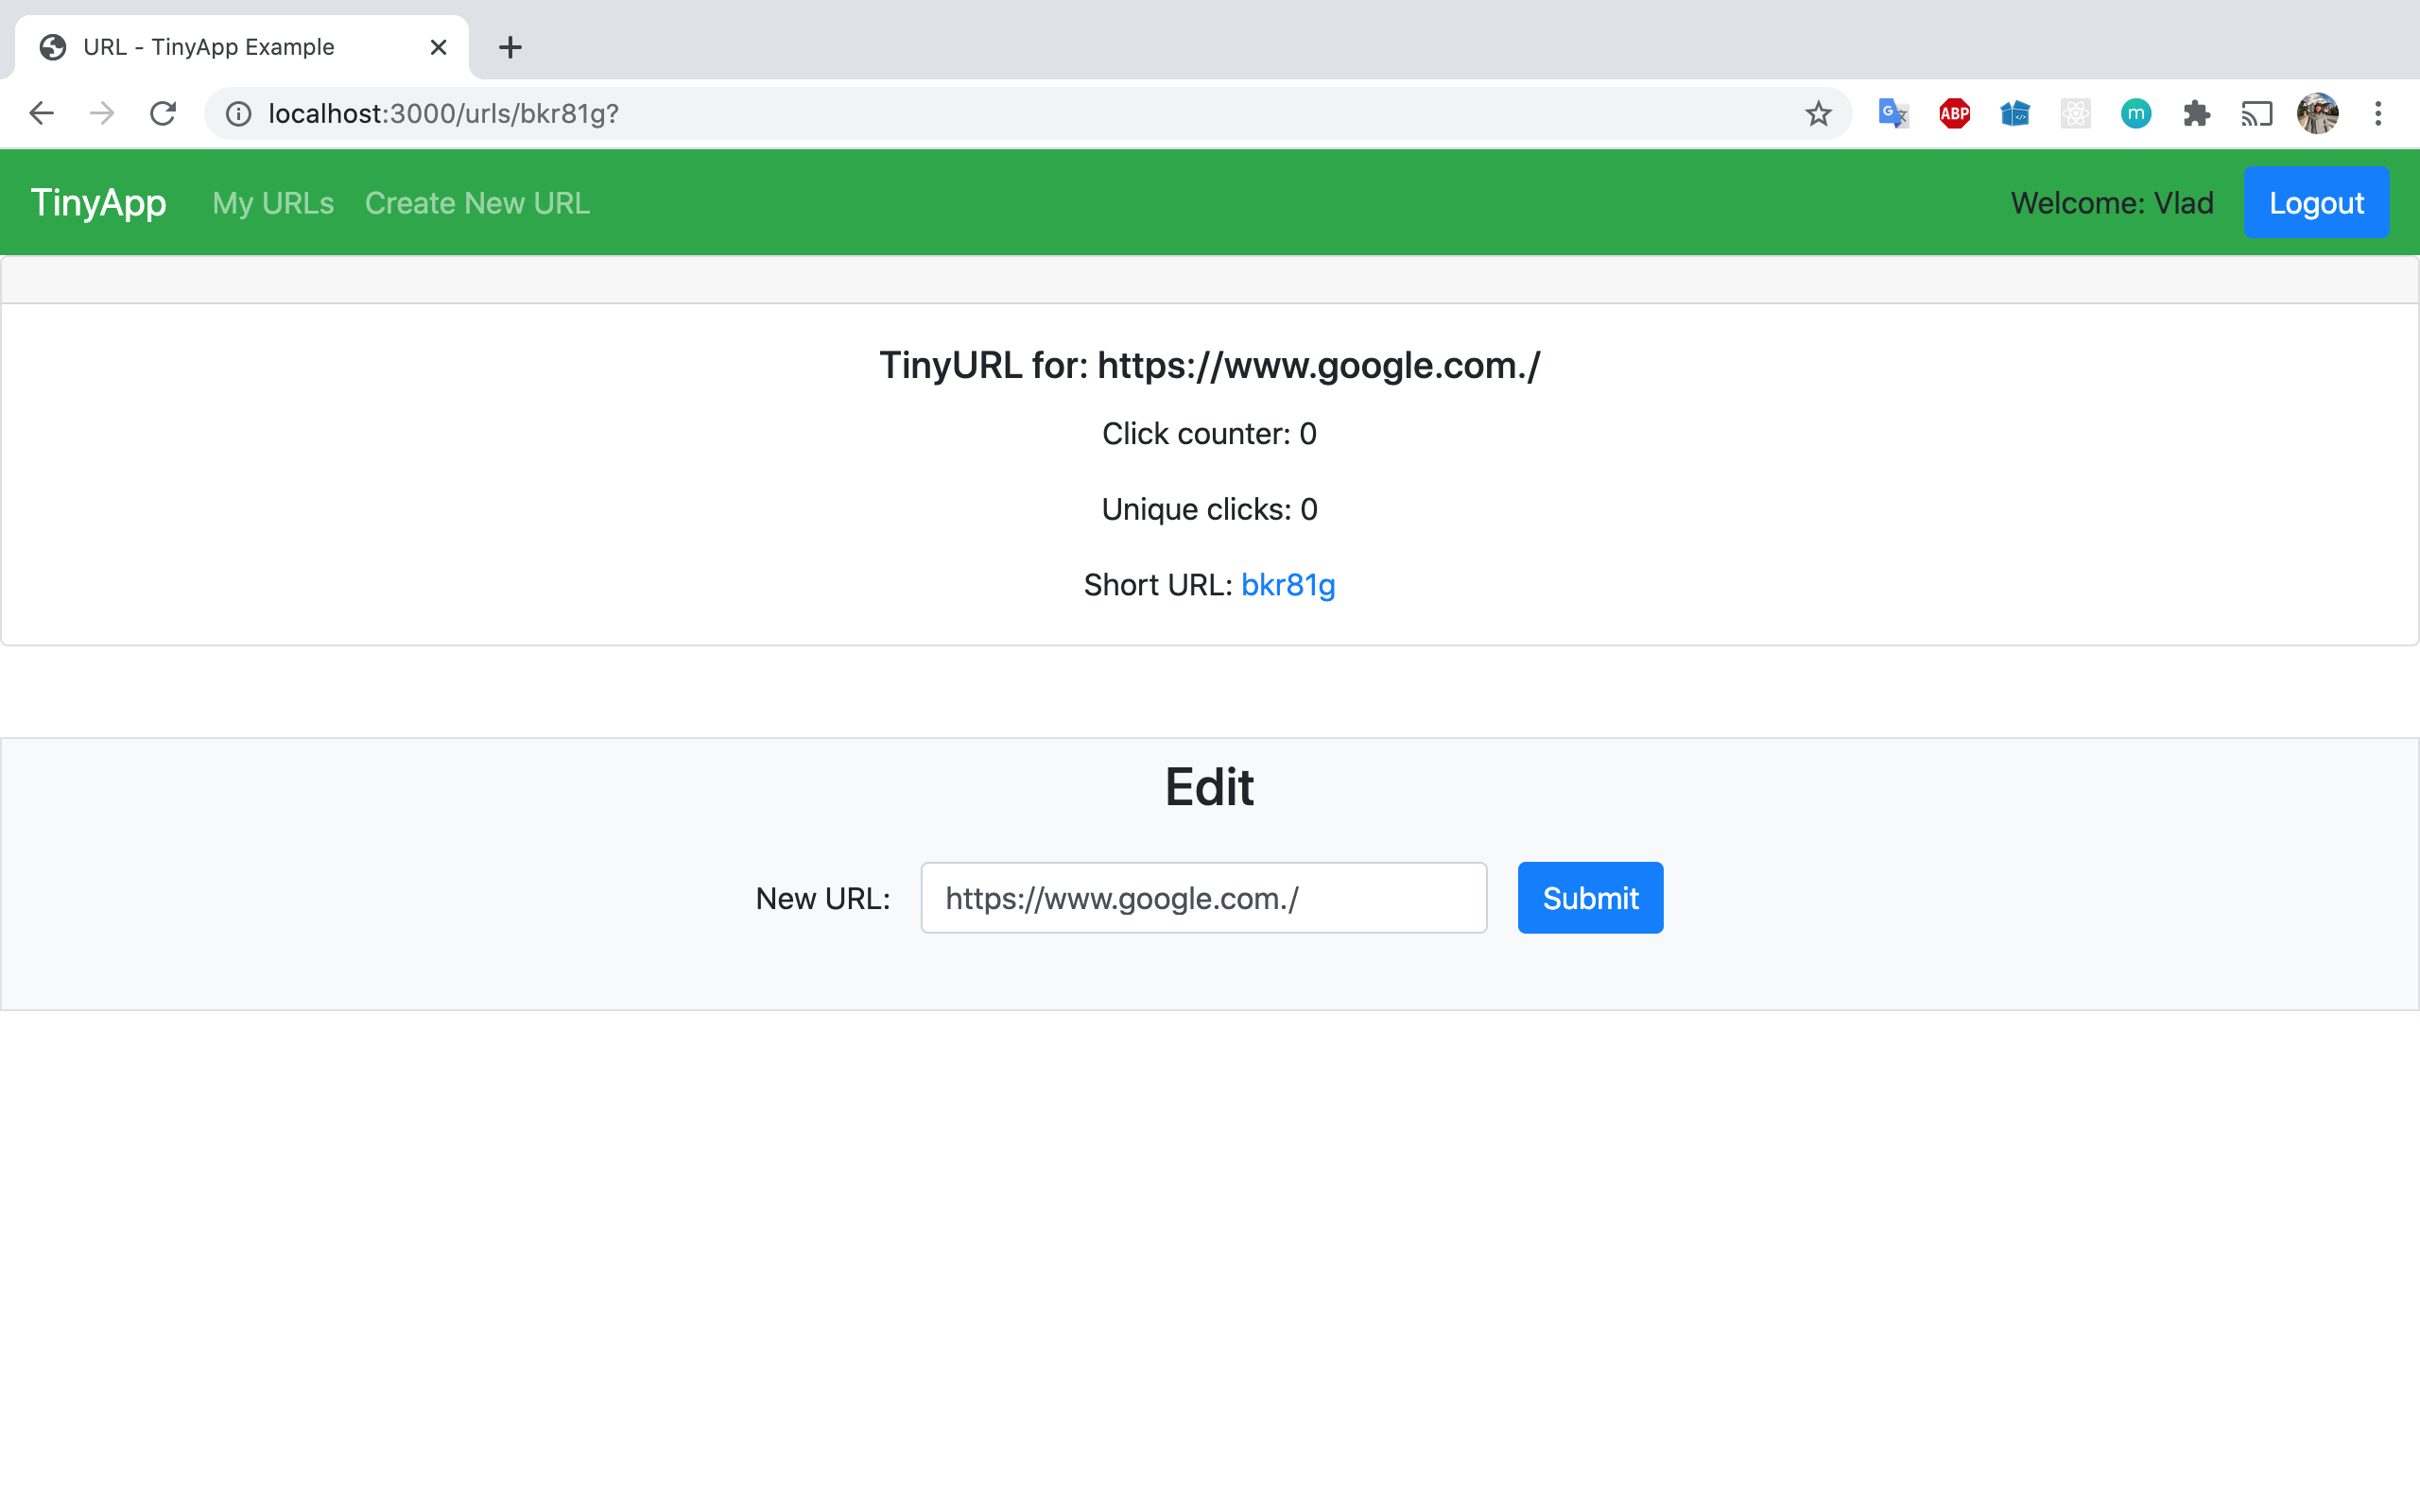 URL - TinyApp Example
localhost:3000/urls/bkr81g?
G ABP </> m
TinyApp My URLs Create New URL Welcome: Vlad Logout
TinyURL for: https://www.google.com./
Click counter: 0
Unique clicks: 0
Short URL: bkr81g
Edit
New URL: https://www.google.com./ Submit